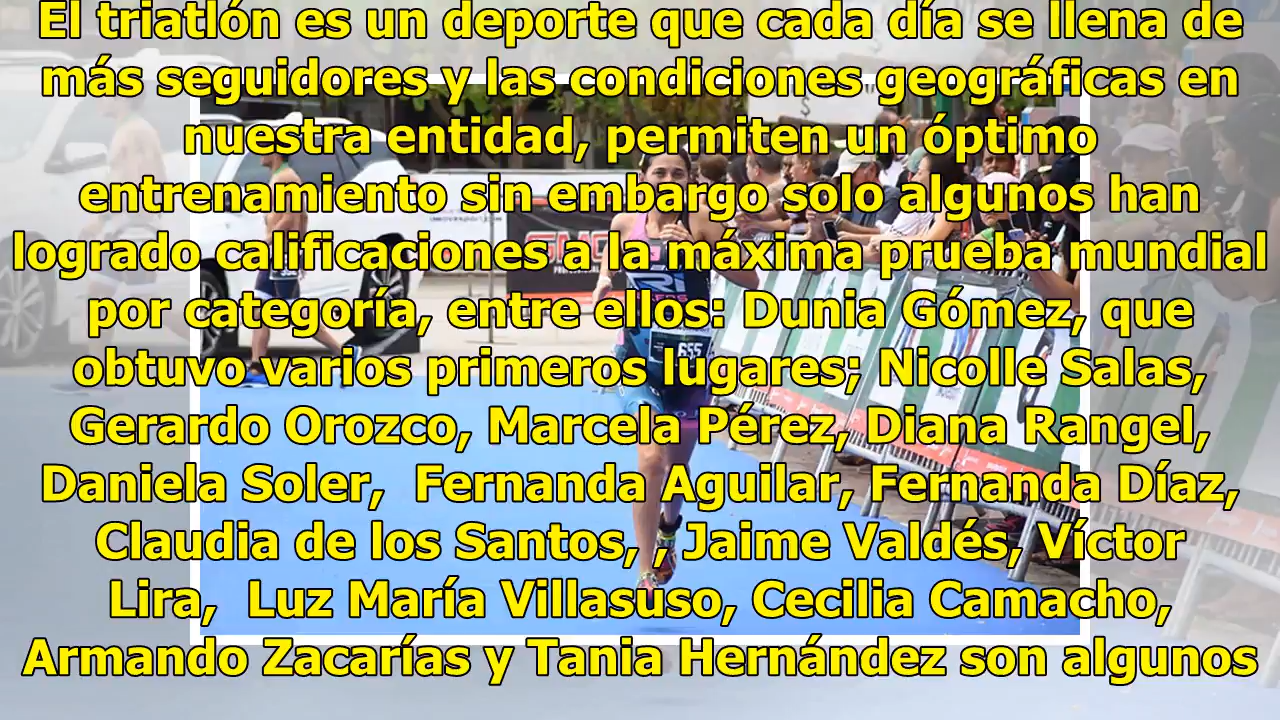 El triatlón es un deporte que cada día se llena de
más seguidores y las condiciones geográficas en
nuestra entidad, permiten un óptimo
entrenamiento sin embargo solo algunos han
logrado calificaciones a la máxima prueba mundial
por categoría, entre ellos: Dunia Gómez, que
obtuvo varios primeros lugares; Nicolle Salas,
Gerardo Orozco, Marcela Pérez, Diana Rangel,
Daniela Soler,  Fernanda Aguilar, Fernanda Díaz,
Claudia de los Santos, , Jaime Valdés, Víctor
Lira,  Luz María Villasuso, Cecilia Camacho,
Armando Zacarías y Tania Hernández son algunos
655